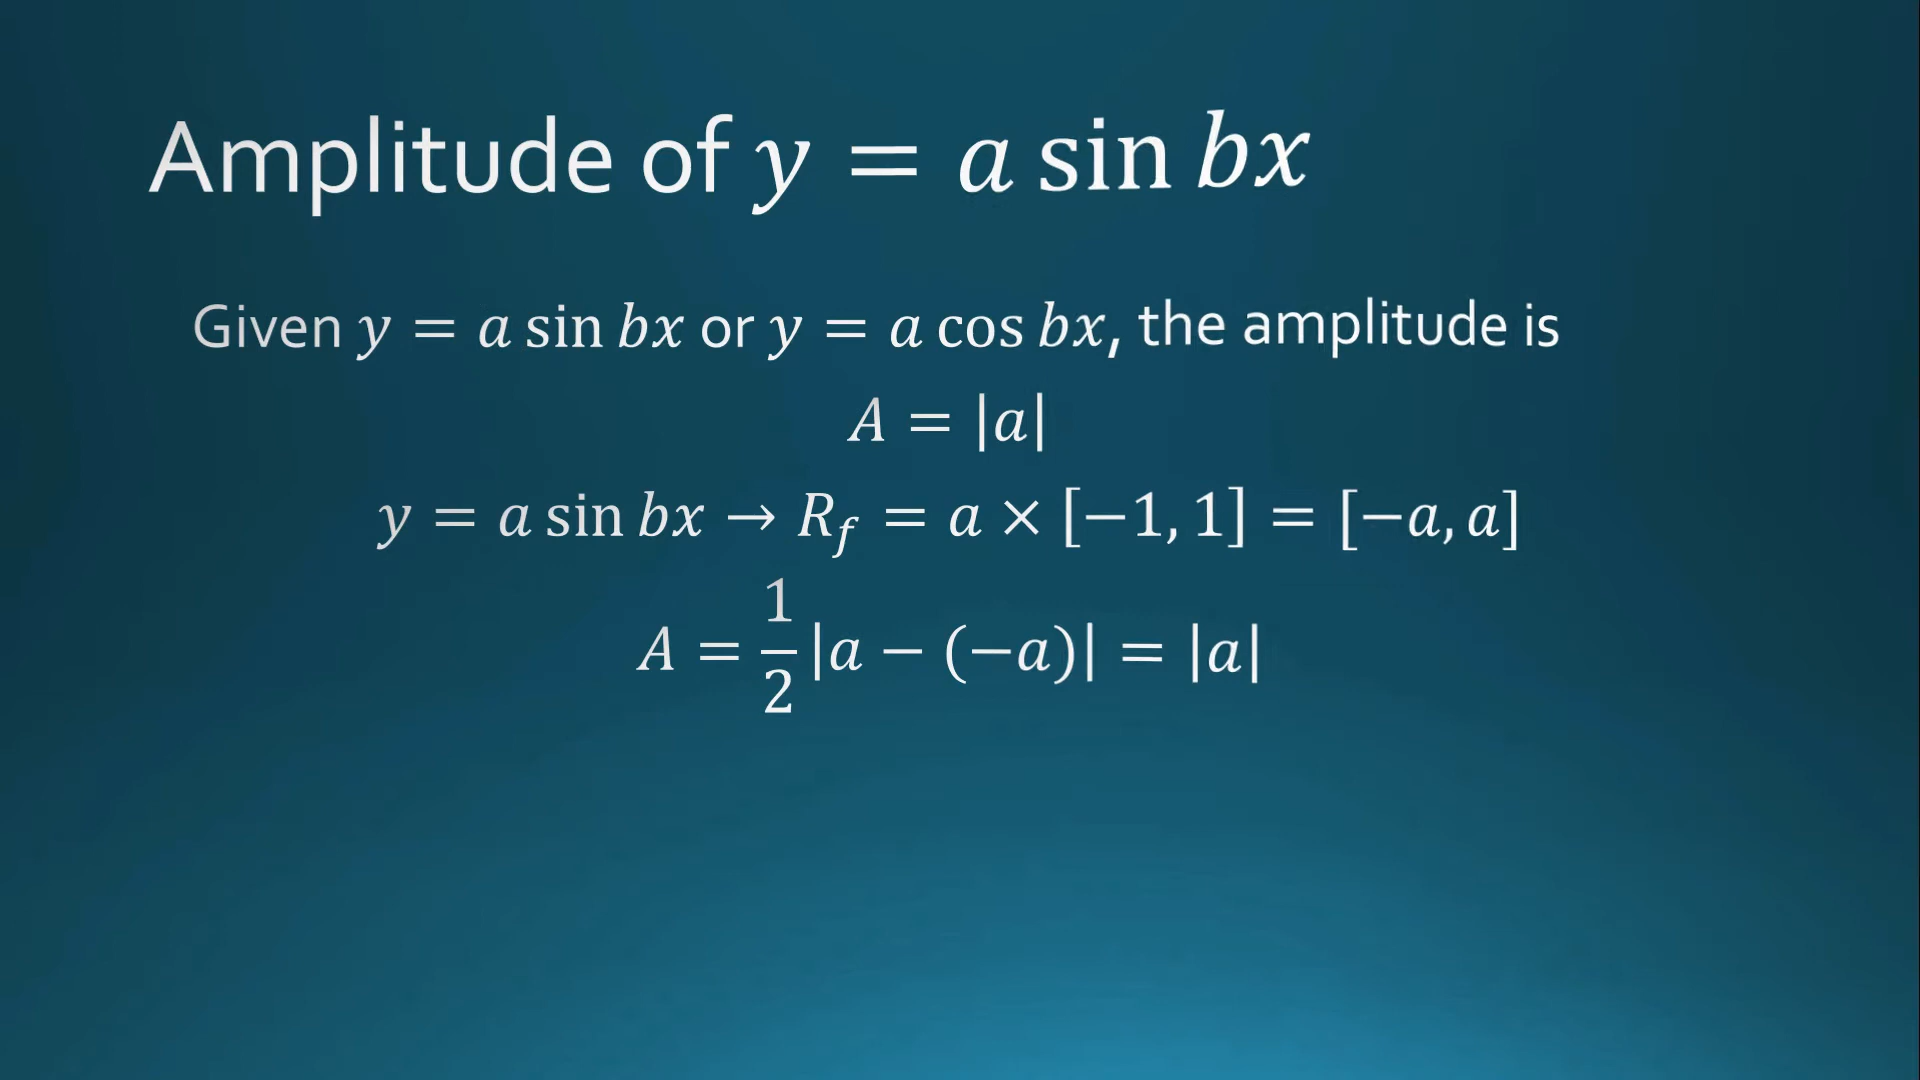 Amplitude of y = a sin bx
Given y = a sin bx or y = a cos bx, the amplitude is
A = |a|
y = a sin bx → R_f = a × [−1, 1] = [−a, a]
A = 1/2 |a − (−a)| = |a|